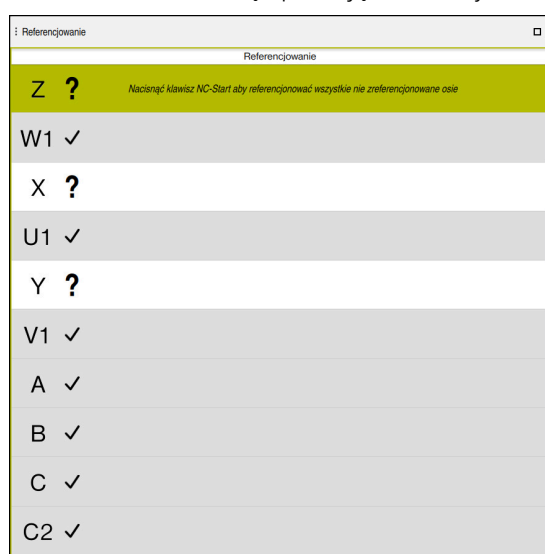 Referencjowanie
Referencjowanie
Z ? Nacisnąć klawisz NC-Start aby referencjonować wszystkie nie zreferencjonowane osie
W1 ✓
X ?
U1 ✓
Y ?
V1 ✓
A ✓
B ✓
C ✓
C2 ✓